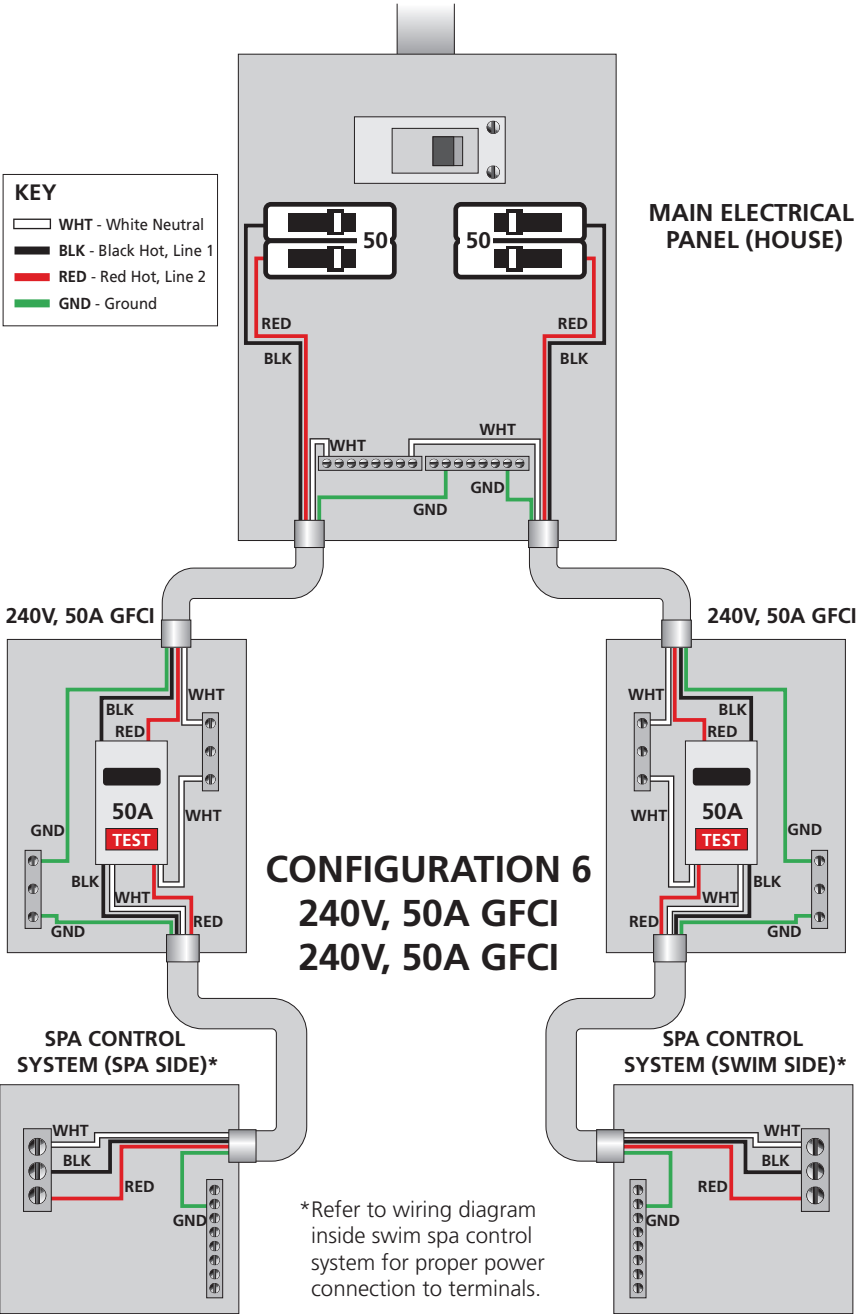 KEY
WHT - White Neutral
BLK - Black Hot, Line 1
RED - Red Hot, Line 2
GND - Ground
MAIN ELECTRICAL
PANEL (HOUSE)
50
50
RED
RED
BLK
BLK
WHT
WHT
GND
GND
240V, 50A GFCI
240V, 50A GFCI
WHT
BLK
RED
50A
TEST
WHT
GND
BLK
WHT
GND
RED
WHT
BLK
RED
50A
TEST
WHT
GND
BLK
WHT
RED
GND
CONFIGURATION 6
240V, 50A GFCI
240V, 50A GFCI
SPA CONTROL
SYSTEM (SPA SIDE)*
WHT
BLK
RED
GND
SPA CONTROL
SYSTEM (SWIM SIDE)*
WHT
BLK
RED
GND
*Refer to wiring diagram
inside swim spa control
system for proper power
connection to terminals.